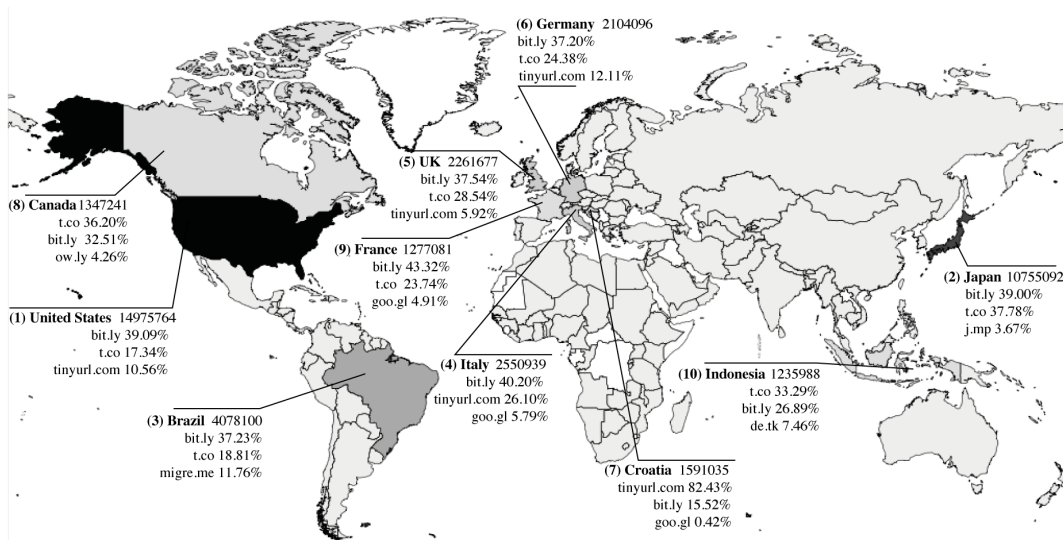 (6) Germany 2104096
bit.ly 37.20%
t.co 24.38%
tinyurl.com 12.11%
(5) UK 2261677
bit.ly 37.54%
t.co 28.54%
tinyurl.com 5.92%
(8) Canada 1347241
t.co 36.20%
bit.ly 32.51%
ow.ly 4.26%
(9) France 1277081
bit.ly 43.32%
t.co 23.74%
goo.gl 4.91%
(2) Japan 10755092
bit.ly 39.00%
t.co 37.78%
j.mp 3.67%
(1) United States 14975764
bit.ly 39.09%
t.co 17.34%
tinyurl.com 10.56%
(4) Italy 2550939
bit.ly 40.20%
tinyurl.com 26.10%
goo.gl 5.79%
(10) Indonesia 1235988
t.co 33.29%
bit.ly 26.89%
de.tk 7.46%
(3) Brazil 4078100
bit.ly 37.23%
t.co 18.81%
migre.me 11.76%
(7) Croatia 1591035
tinyurl.com 82.43%
bit.ly 15.52%
goo.gl 0.42%